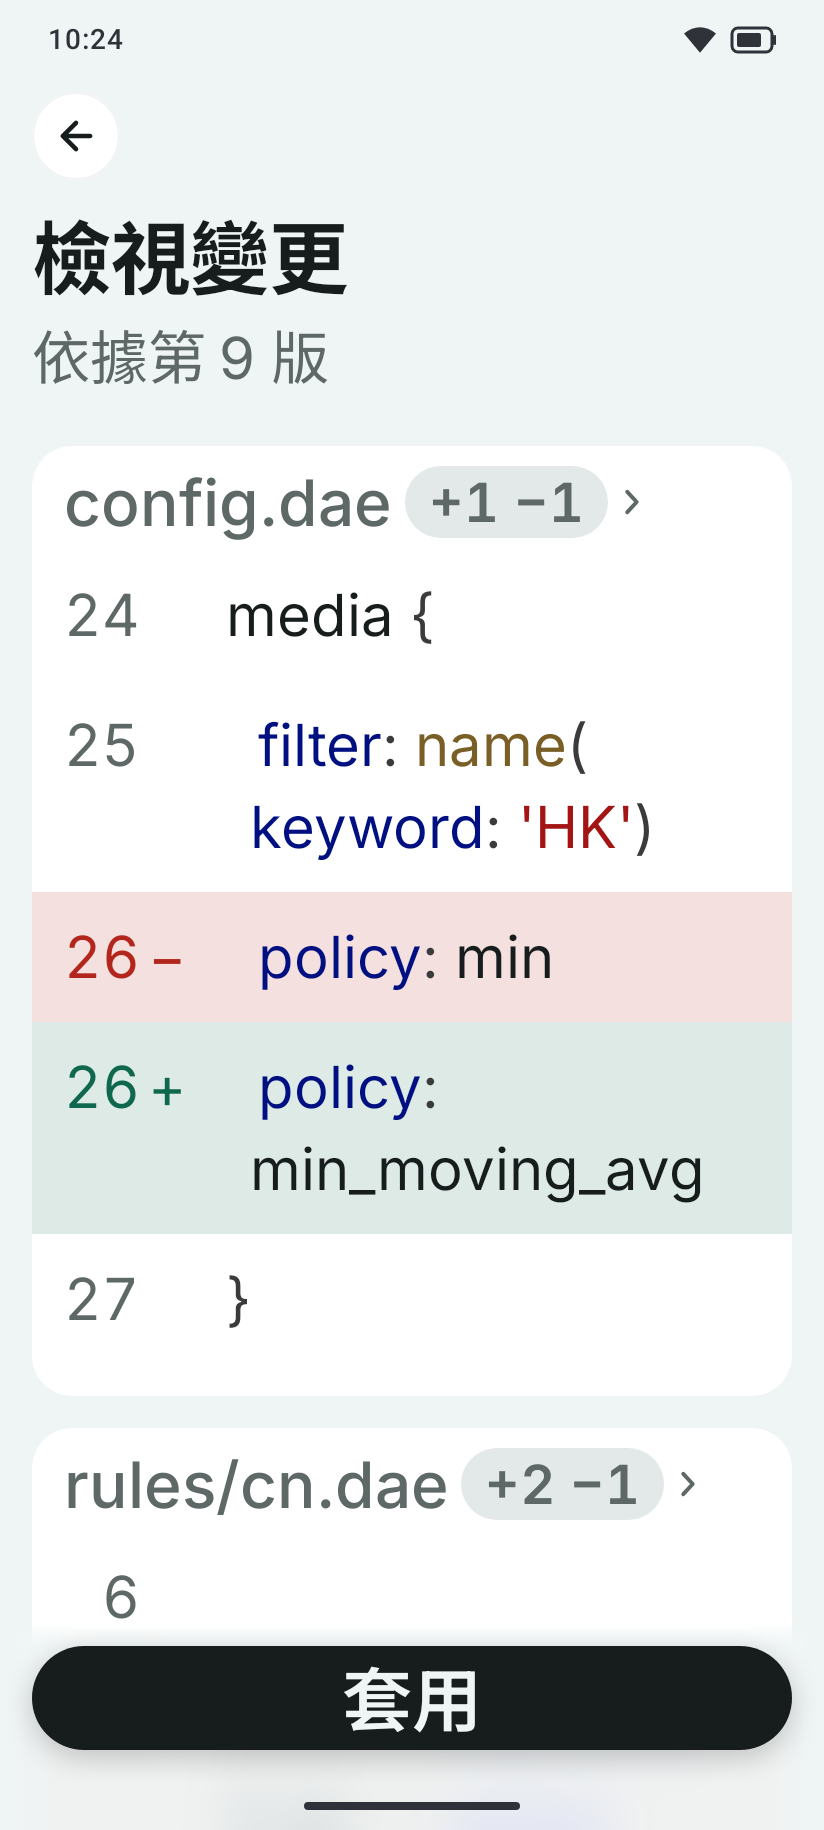 10:24
檢視變更
依據第 9 版
config.dae +1 −1
24 media {
25 filter: name(
keyword: 'HK')
26 − policy: min
26 + policy:
min_moving_avg
27 }
rules/cn.dae +2 −1
6
套用